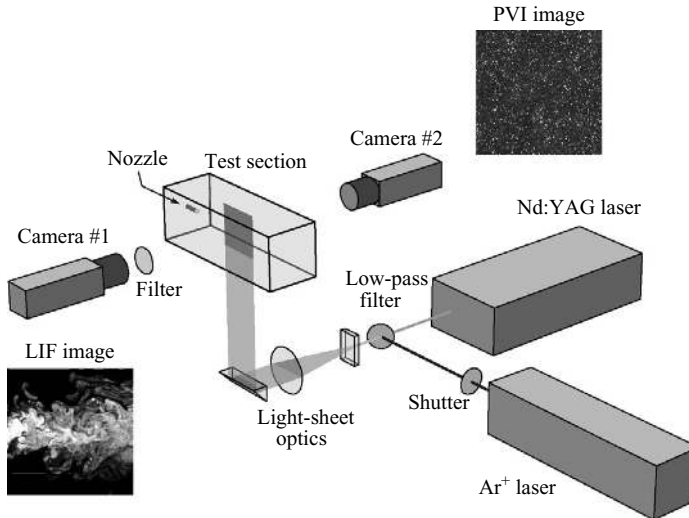 PVI image
Camera #2
Nozzle
Test section
Nd:YAG laser
Camera #1
Low-pass
filter
Filter
LIF image
Shutter
Light-sheet
optics
Ar+ laser